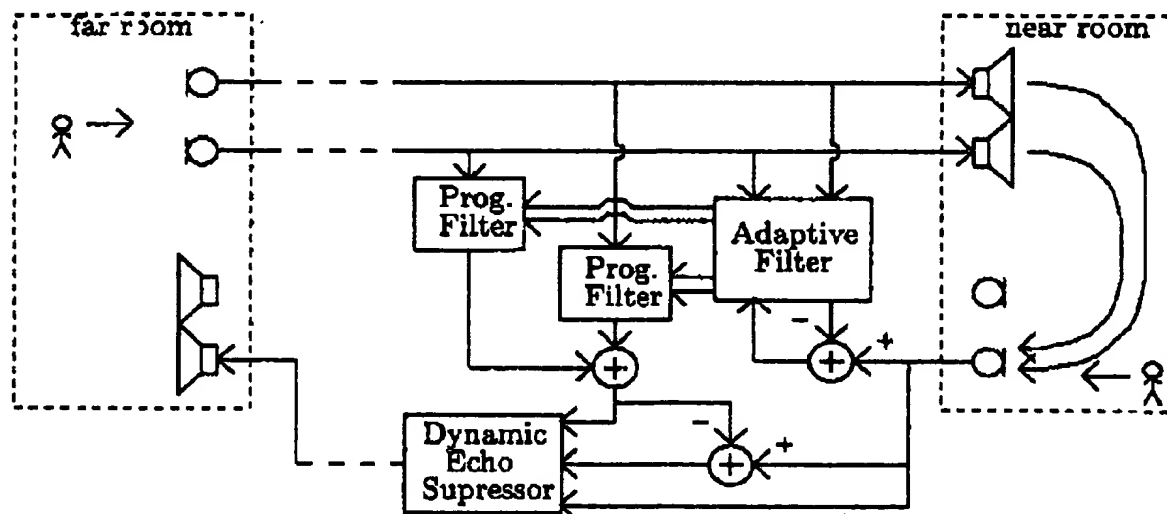 far room
near room
Prog.
Filter
Adaptive
Filter
Prog.
Filter
−
+
+
+
−
+
+
Dynamic
Echo
Supressor